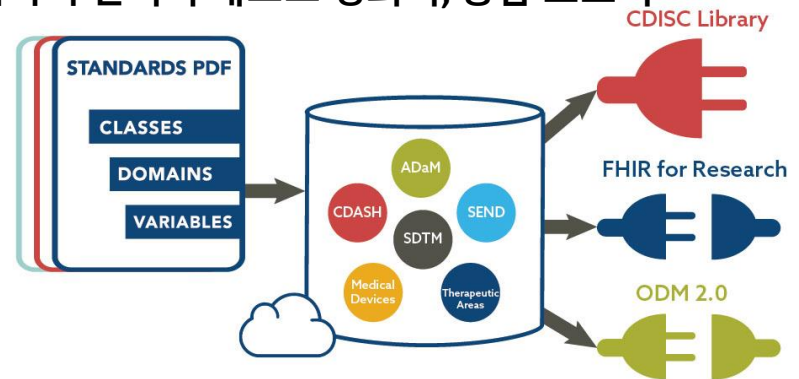 CDISC Library
STANDARDS PDF
CLASSES
DOMAINS
VARIABLES
ADaM
CDASH
SEND
SDTM
Medical
Devices
Therapeutic
Areas
FHIR for Research
ODM 2.0